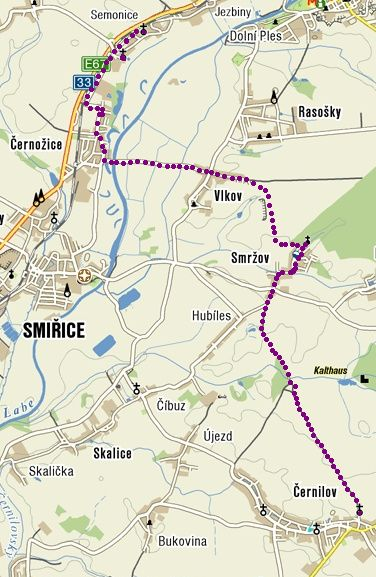 Semonice
Jezbiny
Dolní Ples
E67
33
Rasošky
Černožice
Vlkov
Smržov
SMIŘICE
Hubíles
Kalthaus
Labe
Číbuz
Skalice
Újezd
Skalička
Černilov
Bukovina